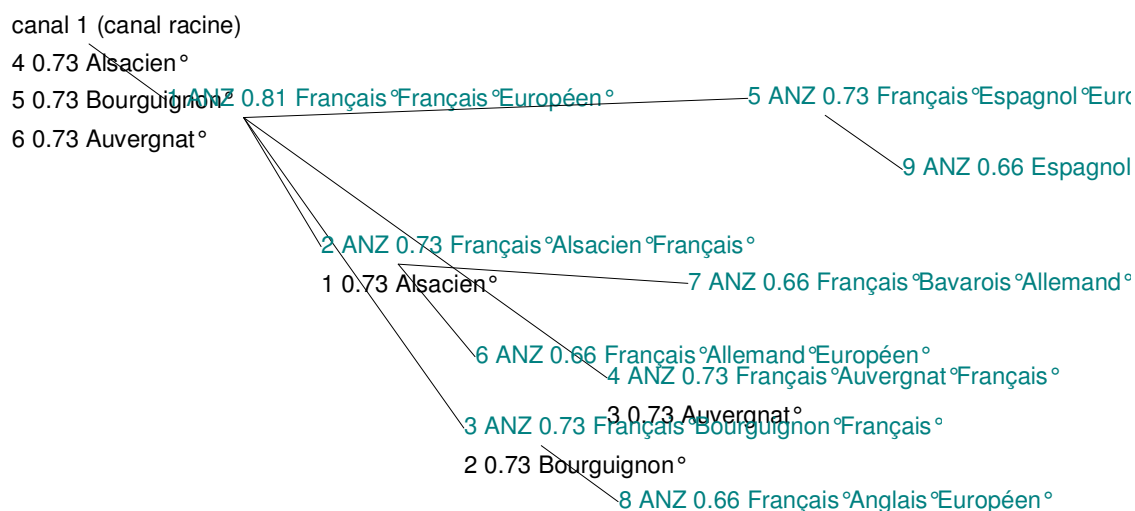 canal 1 (canal racine)
4 0.73 Alsacien°
5 0.73 Bourguignon°
1 ANZ 0.81 Français°Français°Européen°
5 ANZ 0.73 Français°Espagnol°Euro
6 0.73 Auvergnat°
9 ANZ 0.66 Espagnol
2 ANZ 0.73 Français°Alsacien°Français°
1 0.73 Alsacien°
7 ANZ 0.66 Français°Bavarois°Allemand°
6 ANZ 0.66 Français°Allemand°Européen°
4 ANZ 0.73 Français°Auvergnat°Français°
3 0.73 Auvergnat°
3 ANZ 0.73 Français°Bourguignon°Français°
2 0.73 Bourguignon°
8 ANZ 0.66 Français°Anglais°Européen°